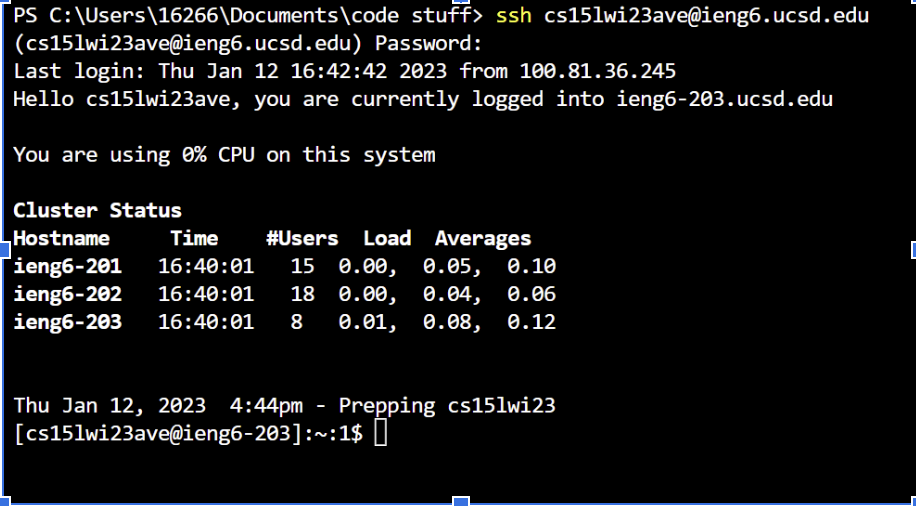 PS C:\Users\16266\Documents\code stuff> ssh cs15lwi23ave@ieng6.ucsd.edu
(cs15lwi23ave@ieng6.ucsd.edu) Password:
Last login: Thu Jan 12 16:42:42 2023 from 100.81.36.245
Hello cs15lwi23ave, you are currently logged into ieng6-203.ucsd.edu
You are using 0% CPU on this system
Cluster Status
Hostname     Time    #Users  Load  Averages
ieng6-201   16:40:01   15  0.00,  0.05,  0.10
ieng6-202   16:40:01   18  0.00,  0.04,  0.06
ieng6-203   16:40:01   8   0.01,  0.08,  0.12
Thu Jan 12, 2023  4:44pm - Prepping cs15lwi23
[cs15lwi23ave@ieng6-203]:~:1$